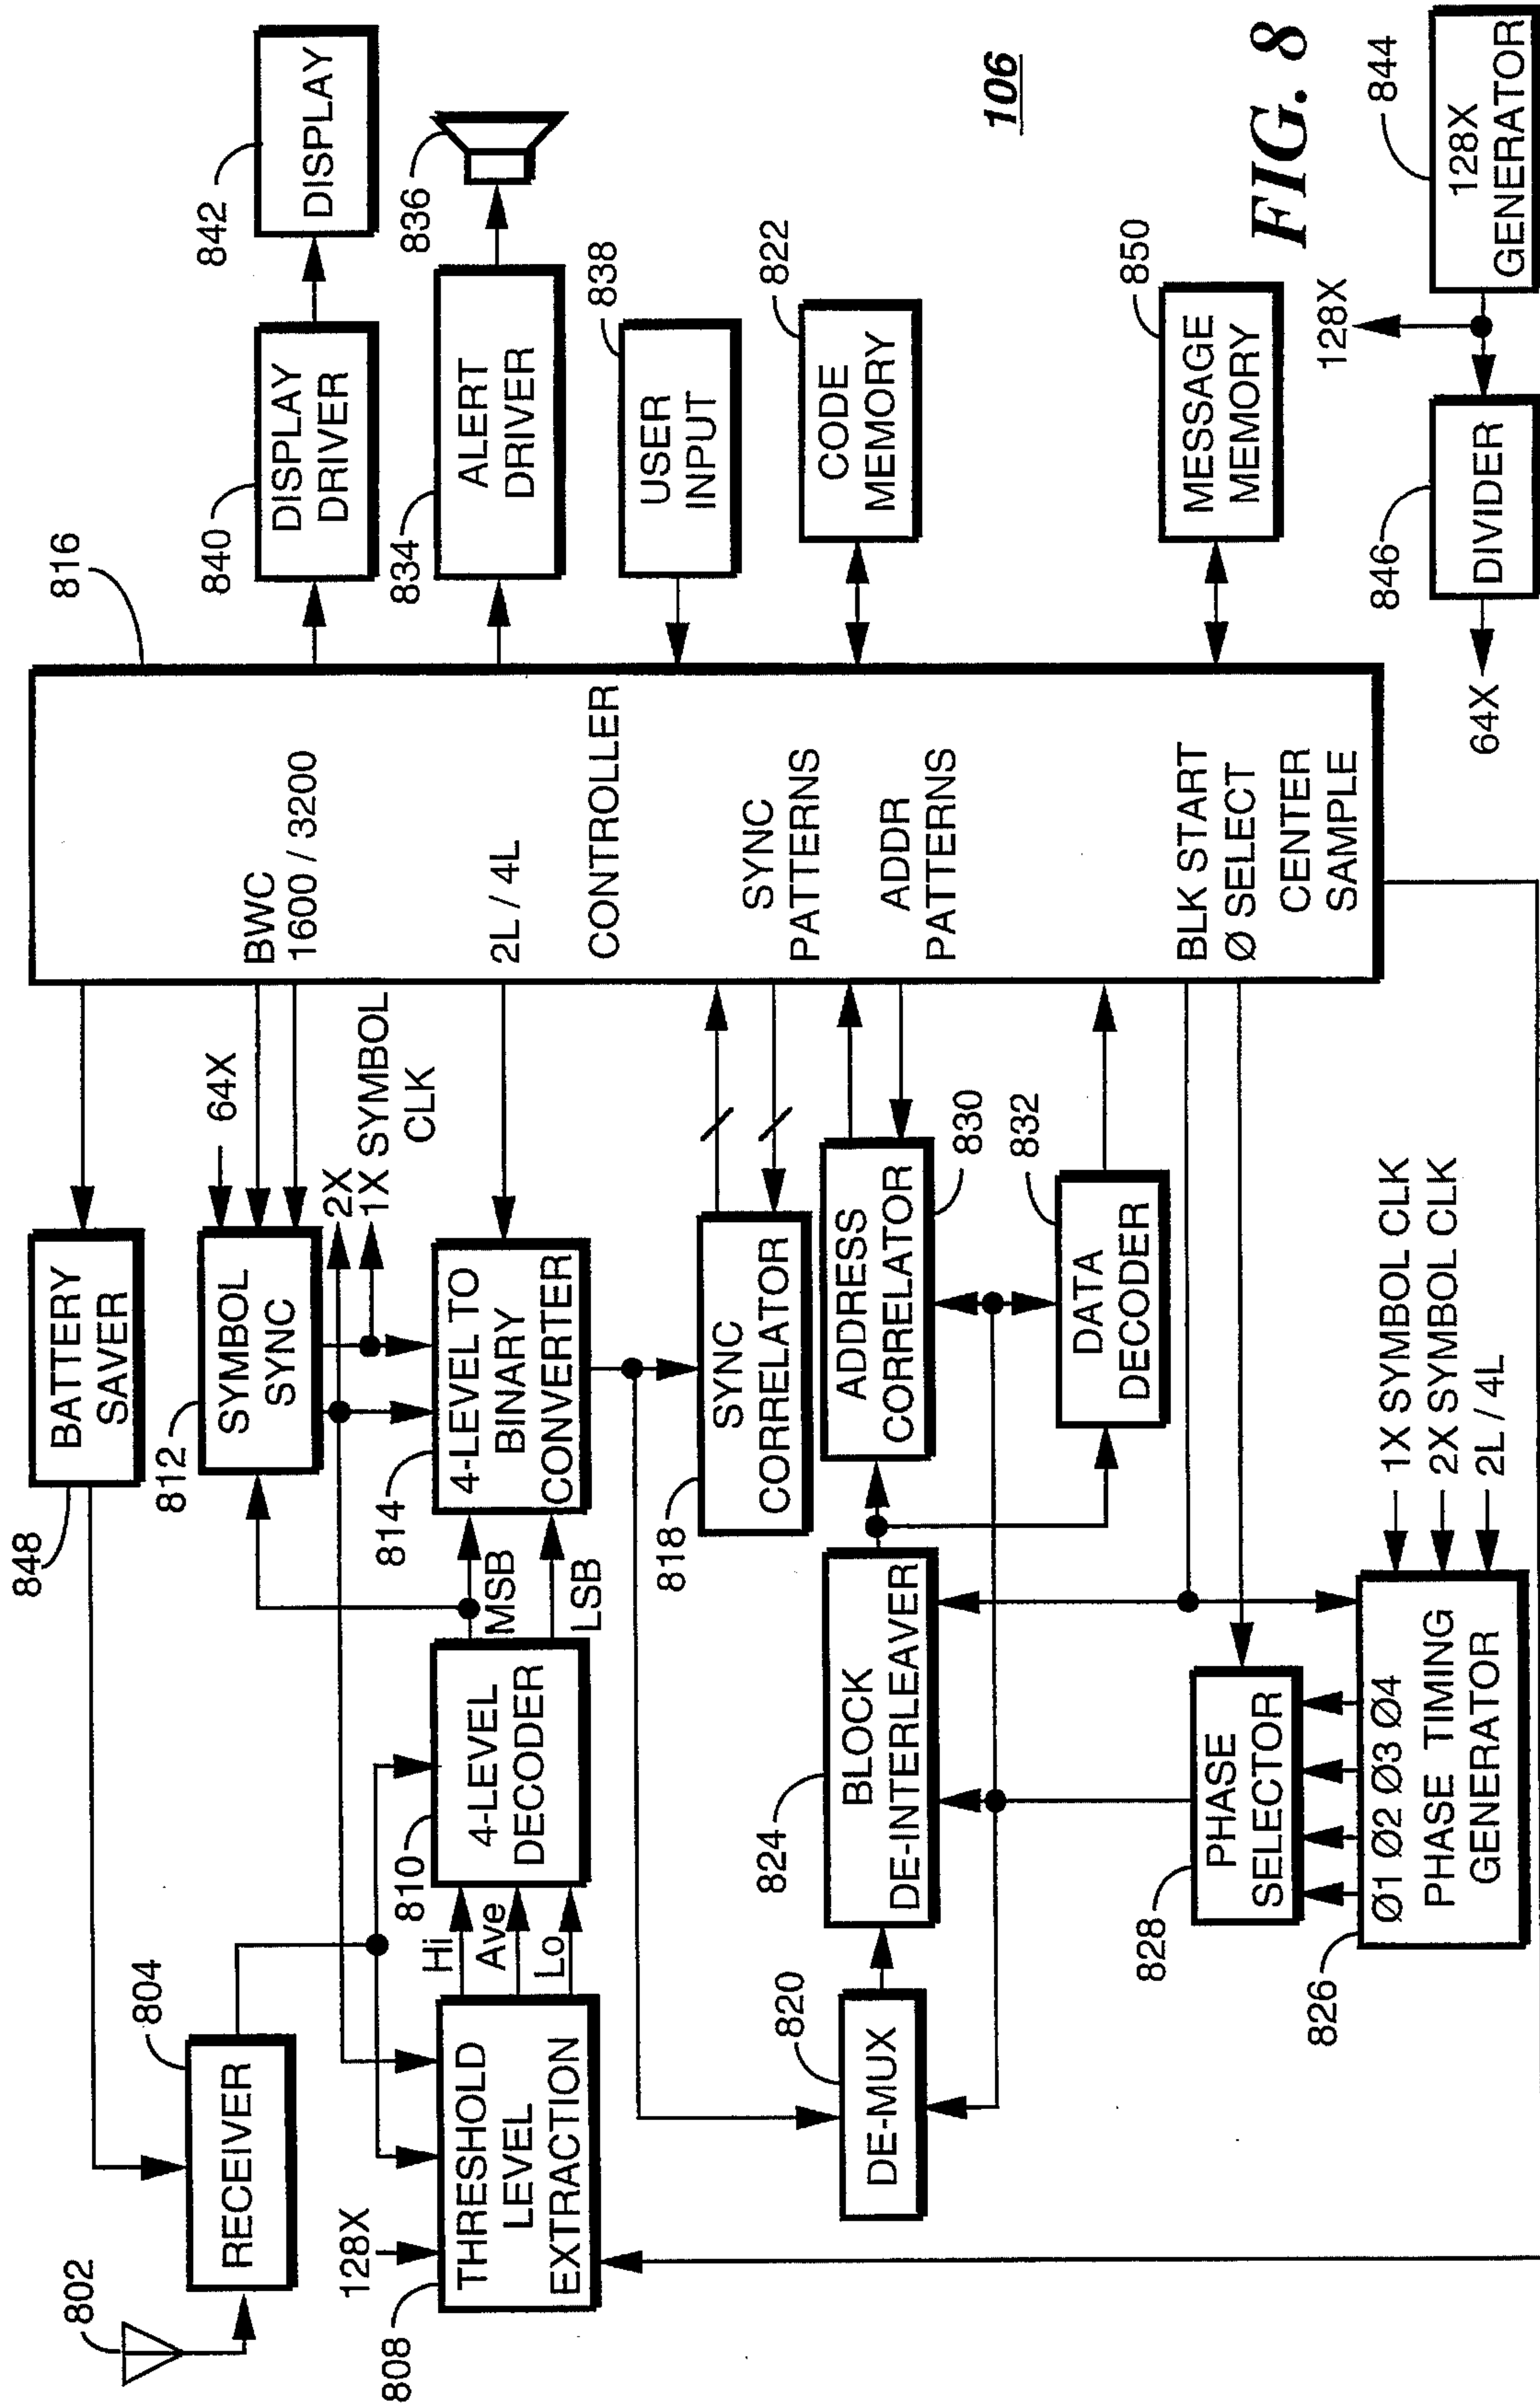 802
804
RECEIVER
848
BATTERY
SAVER
816
840
DISPLAY
DRIVER
842
DISPLAY
812
SYMBOL
SYNC
64X
BWC
1600 / 3200
2X
1X SYMBOL
CLK
128X
808
THRESHOLD
LEVEL
EXTRACTION
Hi
Ave
Lo
810
4-LEVEL
DECODER
MSB
LSB
814
4-LEVEL TO
BINARY
CONVERTER
2L / 4L
834
ALERT
DRIVER
836
CONTROLLER
838
USER
INPUT
818
SYNC
CORRELATOR
SYNC
PATTERNS
822
CODE
MEMORY
820
DE-MUX
824
BLOCK
DE-INTERLEAVER
830
ADDRESS
CORRELATOR
ADDR
PATTERNS
106
832
DATA
DECODER
828
PHASE
SELECTOR
BLK START
Ø SELECT
850
MESSAGE
MEMORY
CENTER
SAMPLE
FIG. 8
826
Ø1 Ø2 Ø3 Ø4
PHASE TIMING
GENERATOR
1X SYMBOL CLK
2X SYMBOL CLK
2L / 4L
64X
846
DIVIDER
128X
844
128X
GENERATOR